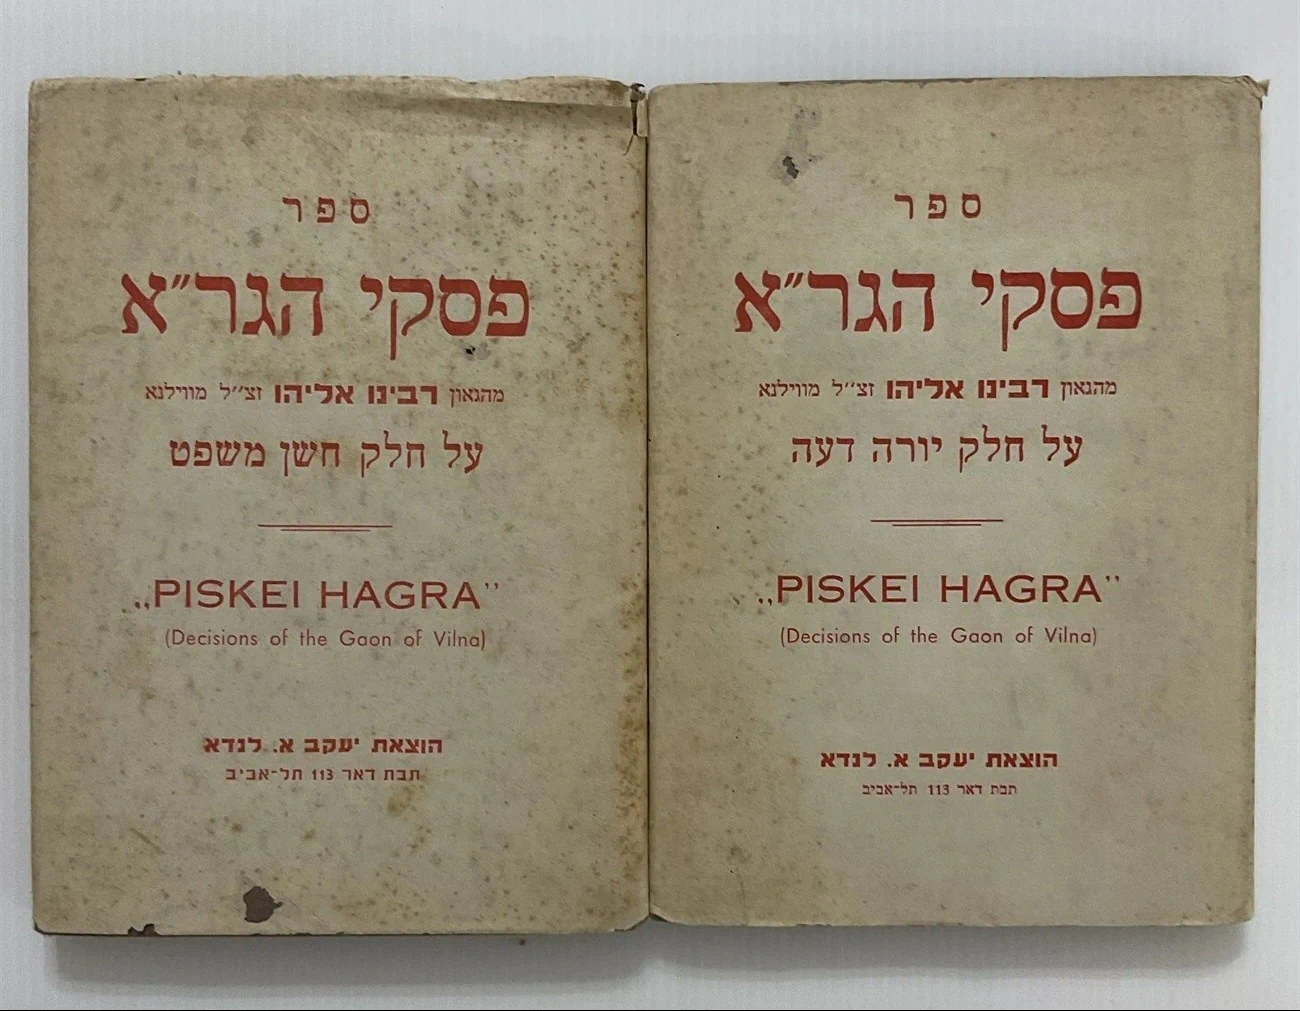 ספר
פסקי הגר״א
מהגאון רבינו אליהו זצ״ל מווילנא
על חלק יורה דעה
„PISKEI HAGRA”
(Decisions of the Gaon of Vilna)
הוצאת יעקב א. לנדא
תבת דאר 113 תל־אביב
ספר
פסקי הגר״א
מהגאון רבינו אליהו זצ״ל מווילנא
על חלק חשן משפט
„PISKEI HAGRA”
(Decisions of the Gaon of Vilna)
הוצאת יעקב א. לנדא
תבת דאר 113 תל־אביב